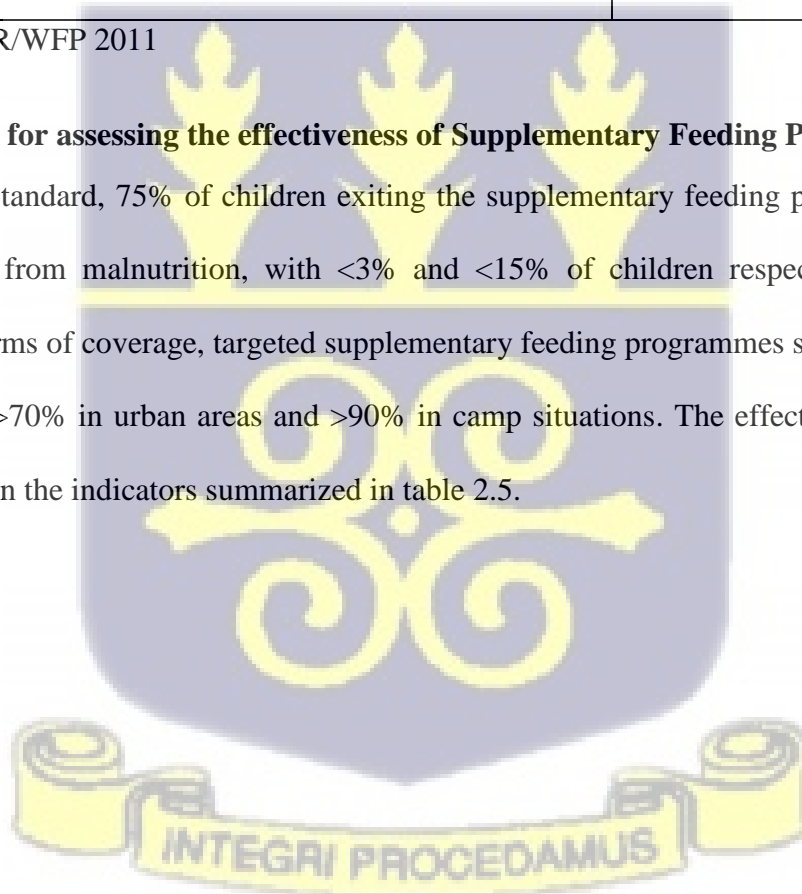 R/WFP 2011
for assessing the effectiveness of Supplementary Feeding P
tandard, 75% of children exiting the supplementary feeding p
from malnutrition, with <3% and <15% of children respec
rms of coverage, targeted supplementary feeding programmes s
>70% in urban areas and >90% in camp situations. The effect
n the indicators summarized in table 2.5.
INTEGRI PROCEDAMUS